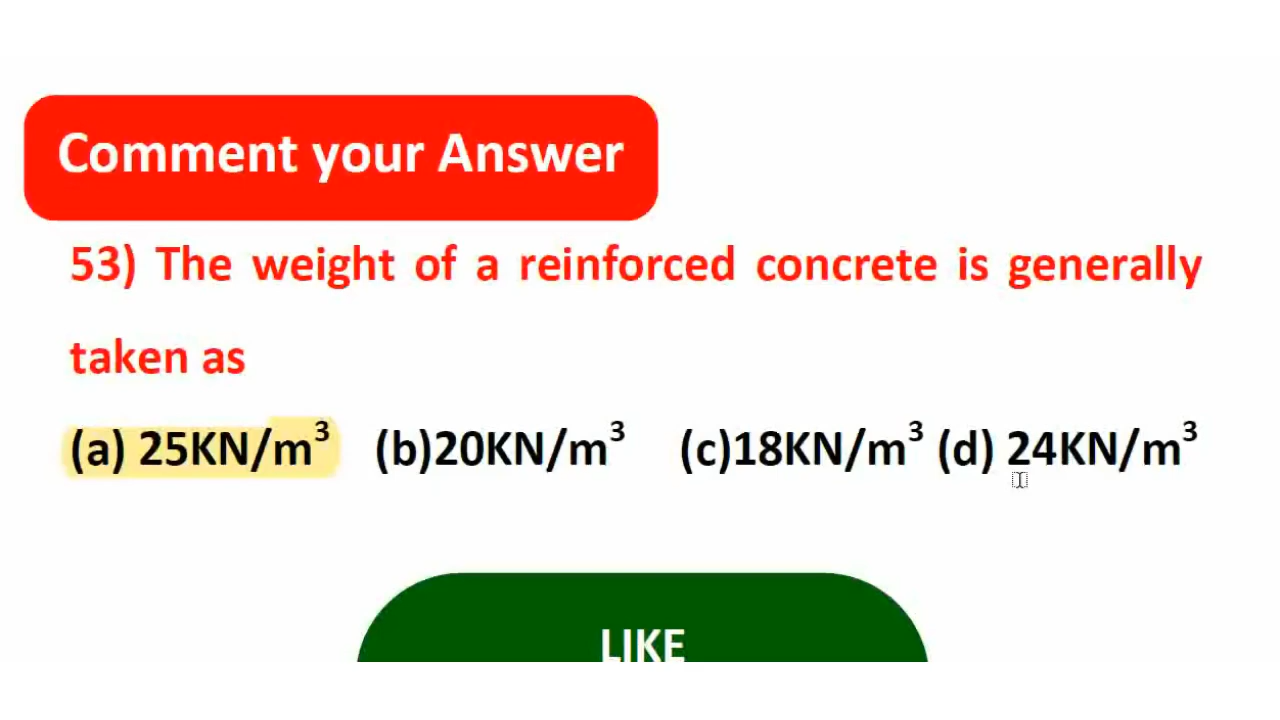 Comment your Answer
53) The weight of a reinforced concrete is generally
taken as
(a) 25KN/m³ (b)20KN/m³ (c)18KN/m³ (d) 24KN/m³
LIKE